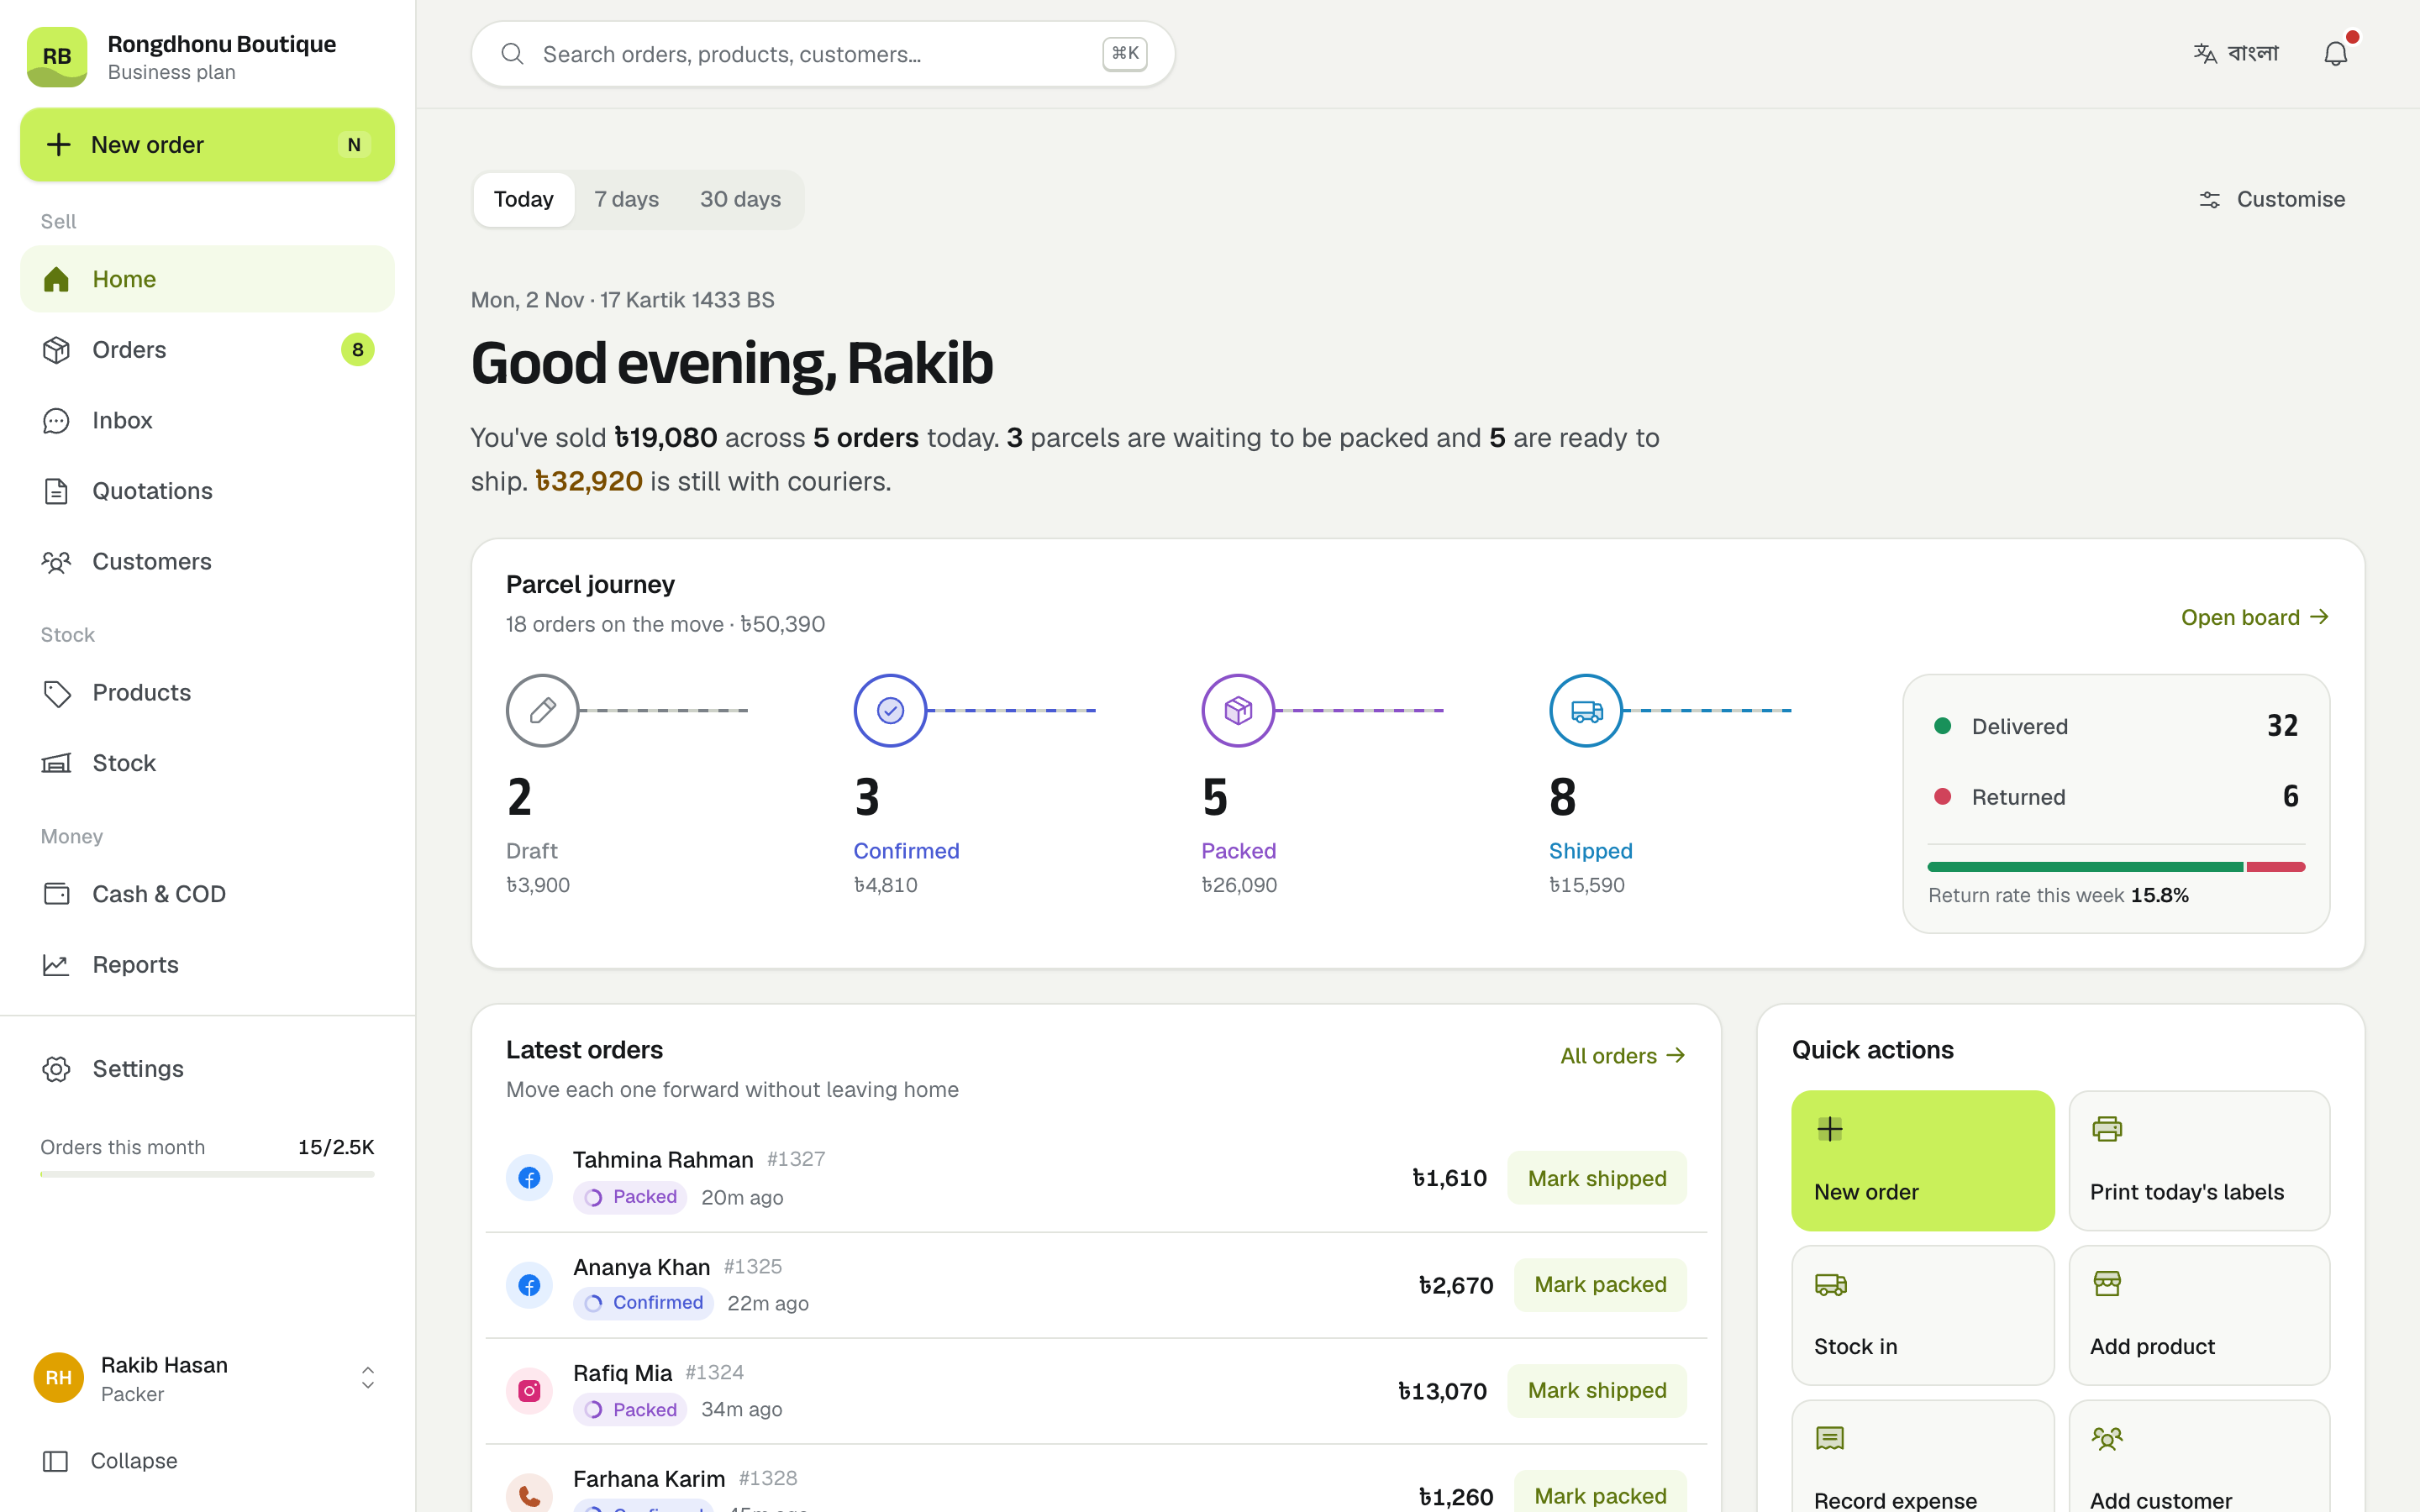 RB
Rongdhonu Boutique
Business plan
New order N
Sell
Home
Orders 8
Inbox
Quotations
Customers
Stock
Products
Stock
Money
Cash & COD
Reports
Settings
Orders this month 15/2.5K
RH
Rakib Hasan
Packer
Collapse
Search orders, products, customers... ⌘K
বাংলা
Today 7 days 30 days
Customise
Mon, 2 Nov · 17 Kartik 1433 BS
Good evening, Rakib
You've sold ৳19,080 across 5 orders today. 3 parcels are waiting to be packed and 5 are ready to
ship. ৳32,920 is still with couriers.
Parcel journey
18 orders on the move · ৳50,390
Open board →
2
Draft
৳3,900
3
Confirmed
৳4,810
5
Packed
৳26,090
8
Shipped
৳15,590
Delivered 32
Returned 6
Return rate this week 15.8%
Latest orders
Move each one forward without leaving home
All orders →
Tahmina Rahman #1327
Packed 20m ago
৳1,610 Mark shipped
Ananya Khan #1325
Confirmed 22m ago
৳2,670 Mark packed
Rafiq Mia #1324
Packed 34m ago
৳13,070 Mark shipped
Farhana Karim #1328
৳1,260 Mark packed
Quick actions
New order
Print today's labels
Stock in
Add product
Record expense
Add customer